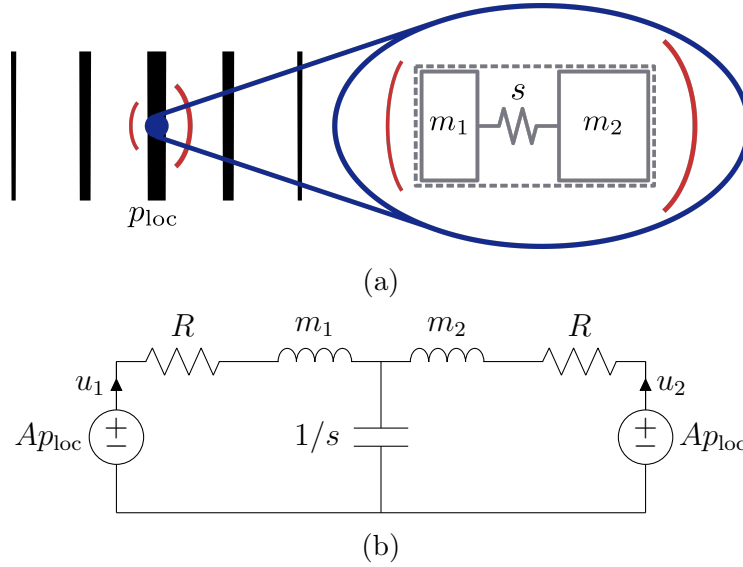 s
m₁ m₂
p_loc
(a)
R m₁ m₂ R
u₁ u₂
Ap_loc 1/s Ap_loc
(b)